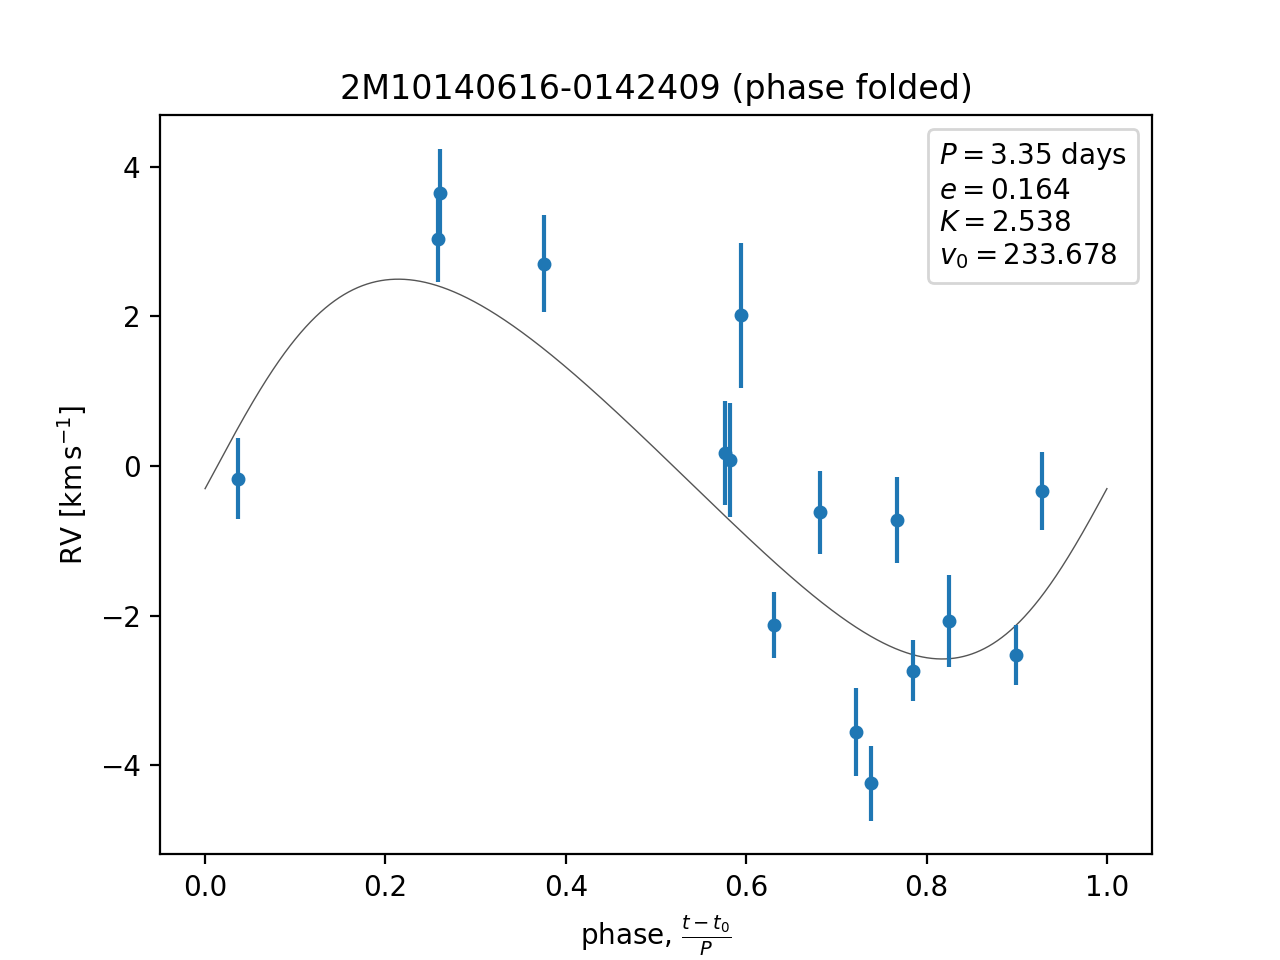 2M10140616-0142409 (phase folded)
P = 3.35 days
e = 0.164
K = 2.538
v₀ = 233.678
4
2
0
−2
−4
RV [km s⁻¹]
0.0 0.2 0.4 0.6 0.8 1.0
phase, (t − t₀)/P